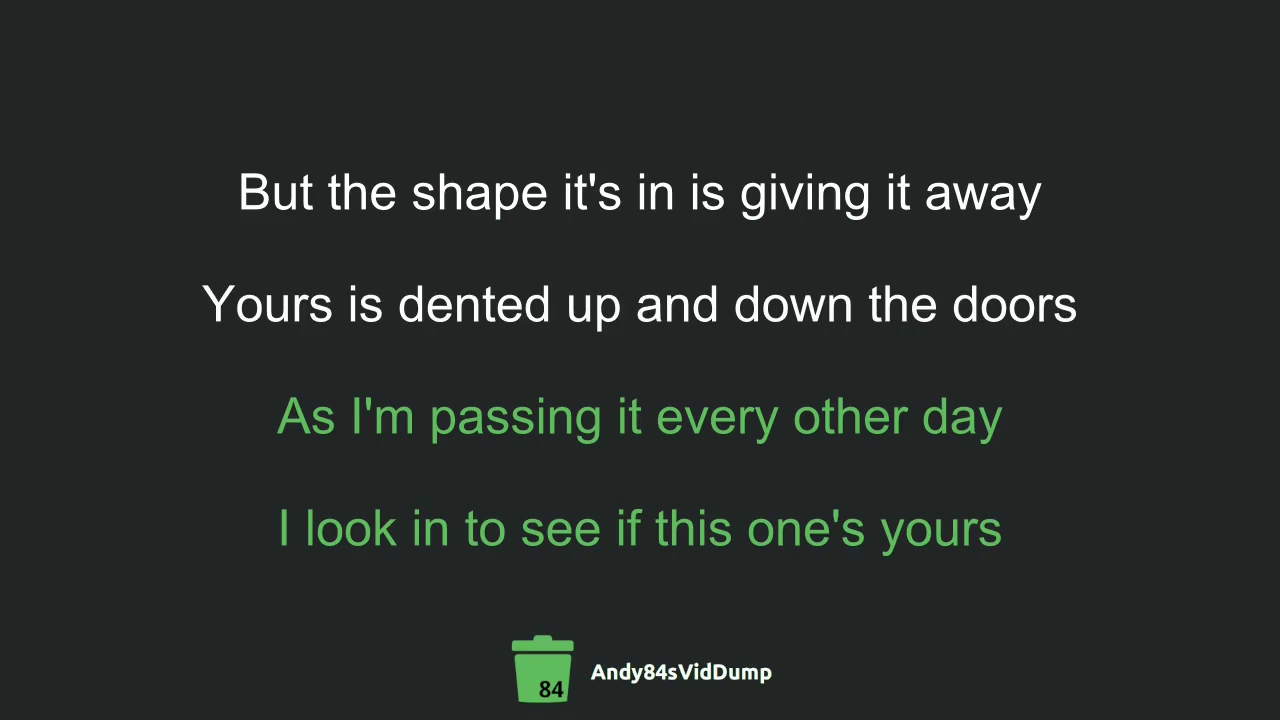 But the shape it's in is giving it away
Yours is dented up and down the doors
As I'm passing it every other day
I look in to see if this one's yours
84
Andy84sVidDump